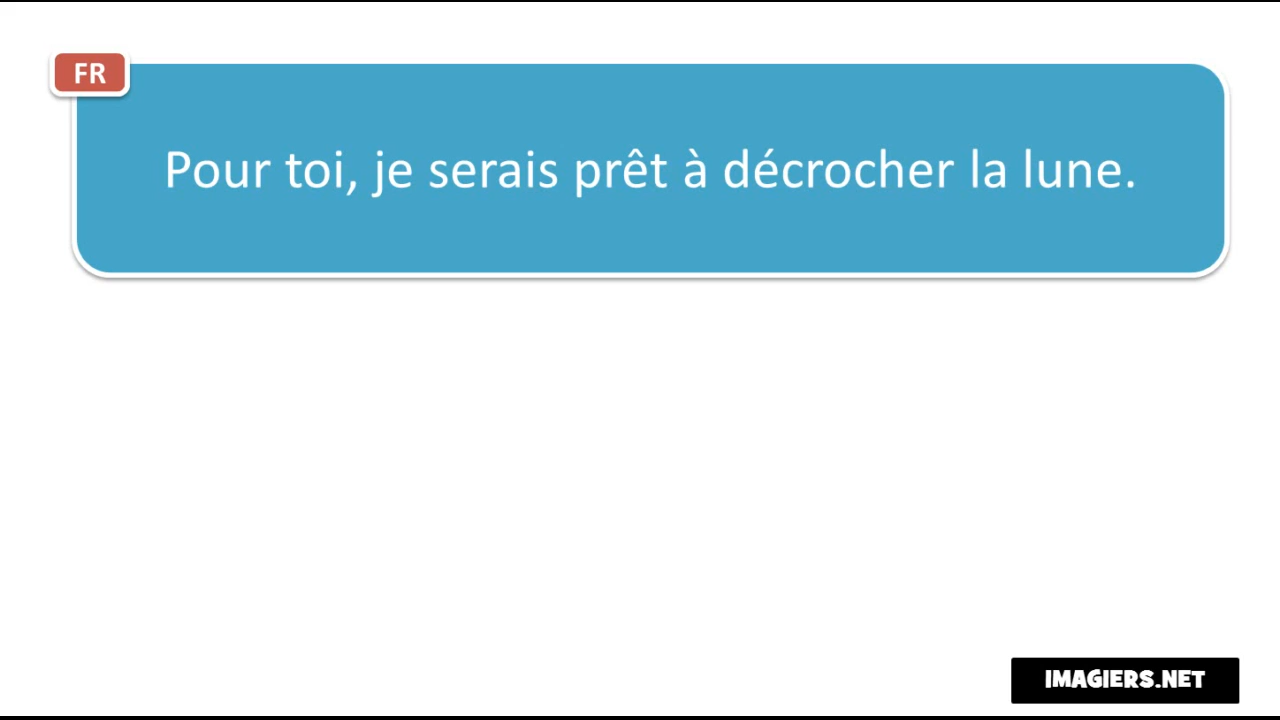 FR
Pour toi, je serais prêt à décrocher la lune.
IMAGIERS.NET